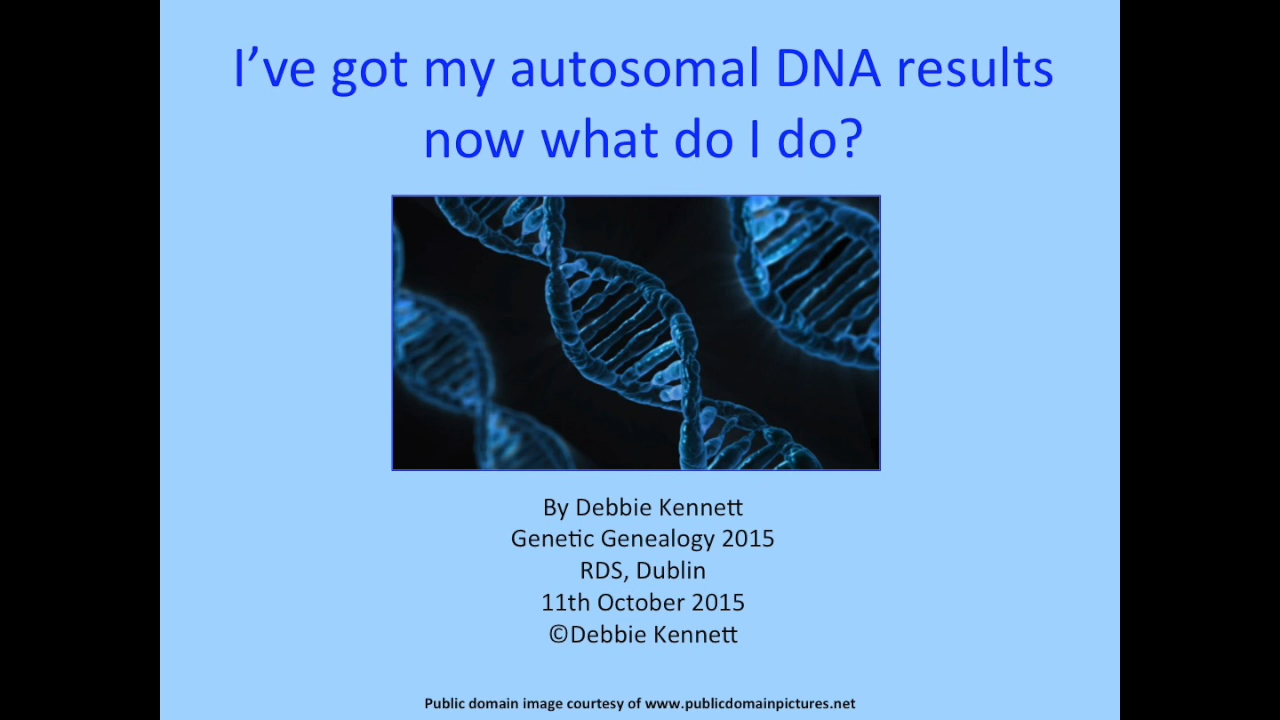 I’ve got my autosomal DNA results
now what do I do?
By Debbie Kennett
Genetic Genealogy 2015
RDS, Dublin
11th October 2015
©Debbie Kennett
Public domain image courtesy of www.publicdomainpictures.net